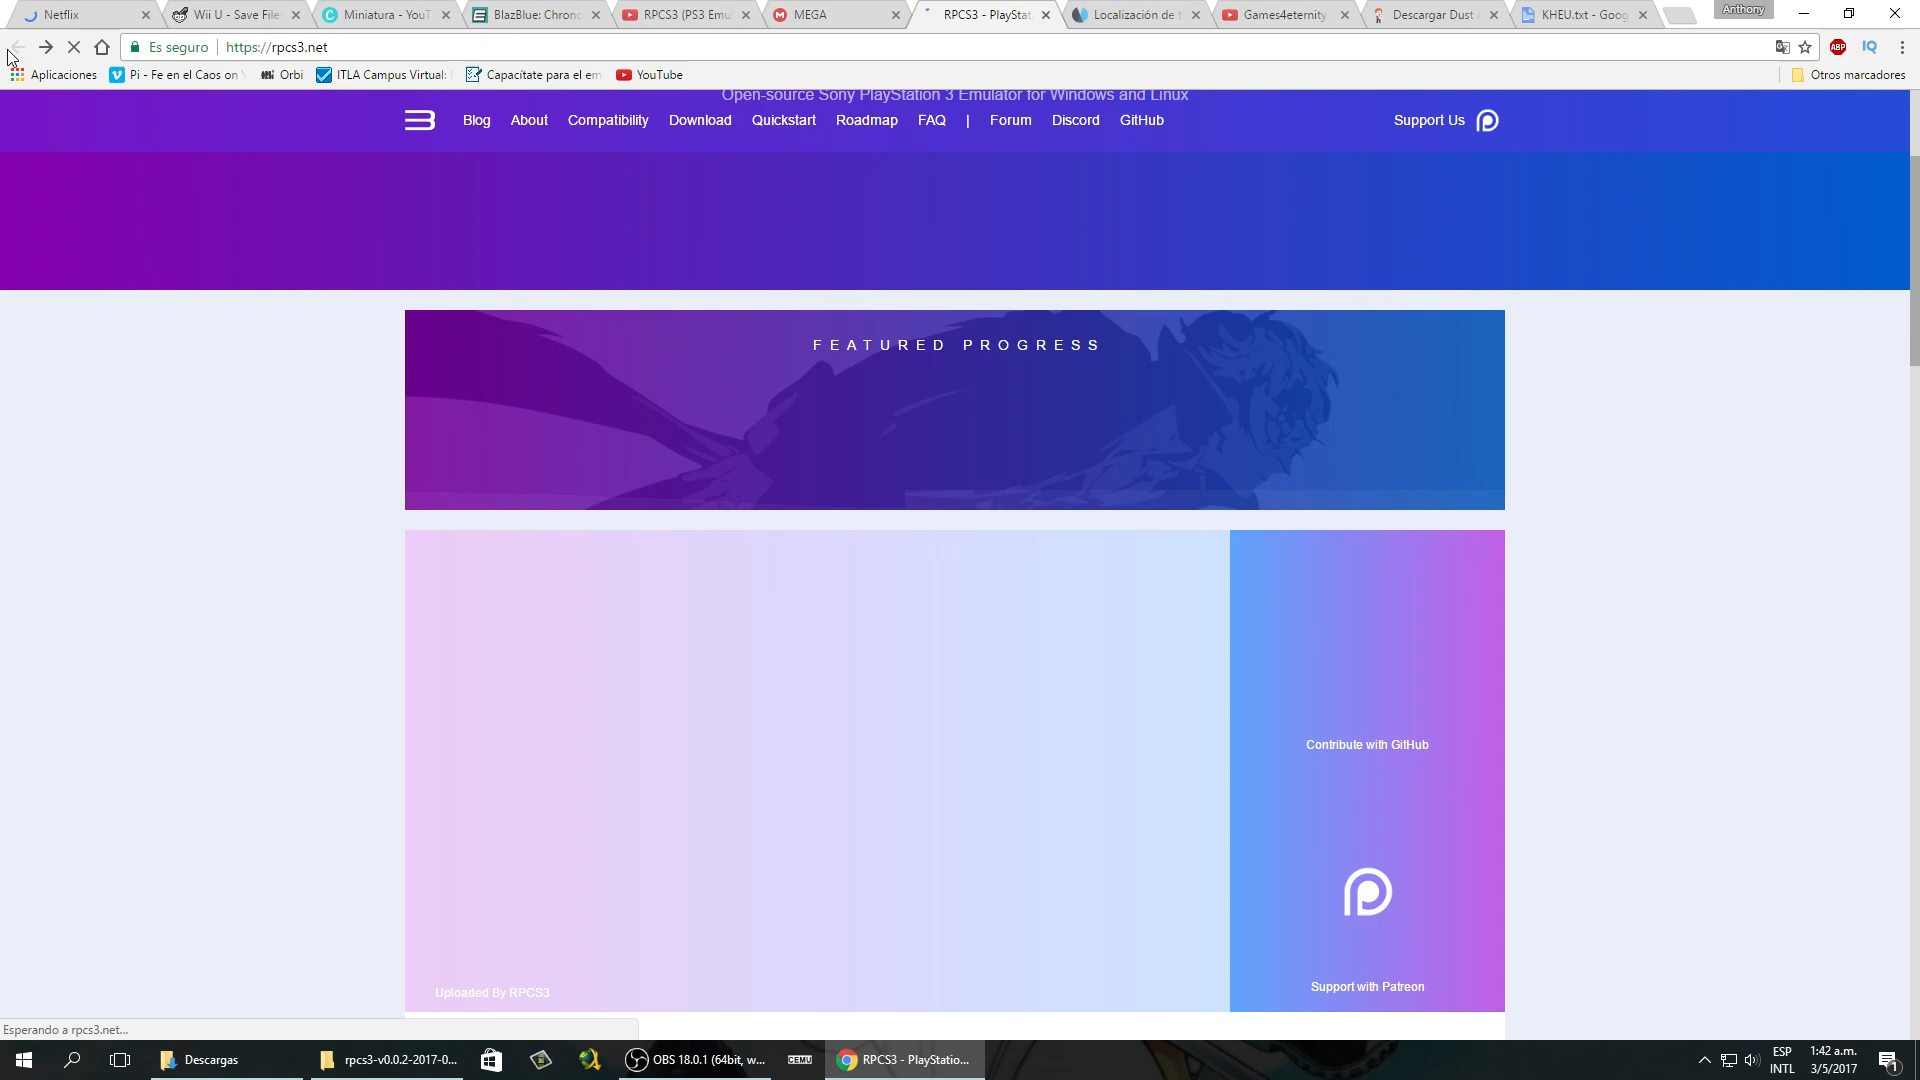 Netflix
Wii U - Save File
Miniatura - YouT
BlazBlue: Chrono
RPCS3 (PS3 Emu
MEGA
RPCS3 - PlayStat
Localización de t
Games4eternity
Descargar Dust A
KHEU.txt - Goog
Anthony
Es seguro
https://rpcs3.net
ABP
IQ
Aplicaciones
Pi - Fe en el Caos on V
Orbi
ITLA Campus Virtual:
Capacítate para el em
YouTube
Otros marcadores
Open-source Sony PlayStation 3 Emulator for Windows and Linux
Blog About Compatibility Download Quickstart Roadmap FAQ | Forum Discord GitHub
Support Us
FEATURED PROGRESS
Contribute with GitHub
Support with Patreon
Uploaded By RPCS3
Esperando a rpcs3.net...
Descargas
rpcs3-v0.0.2-2017-0...
OBS 18.0.1 (64bit, w...
CEMU
RPCS3 - PlayStatio...
ESP
INTL
1:42 a.m.
3/5/2017
1